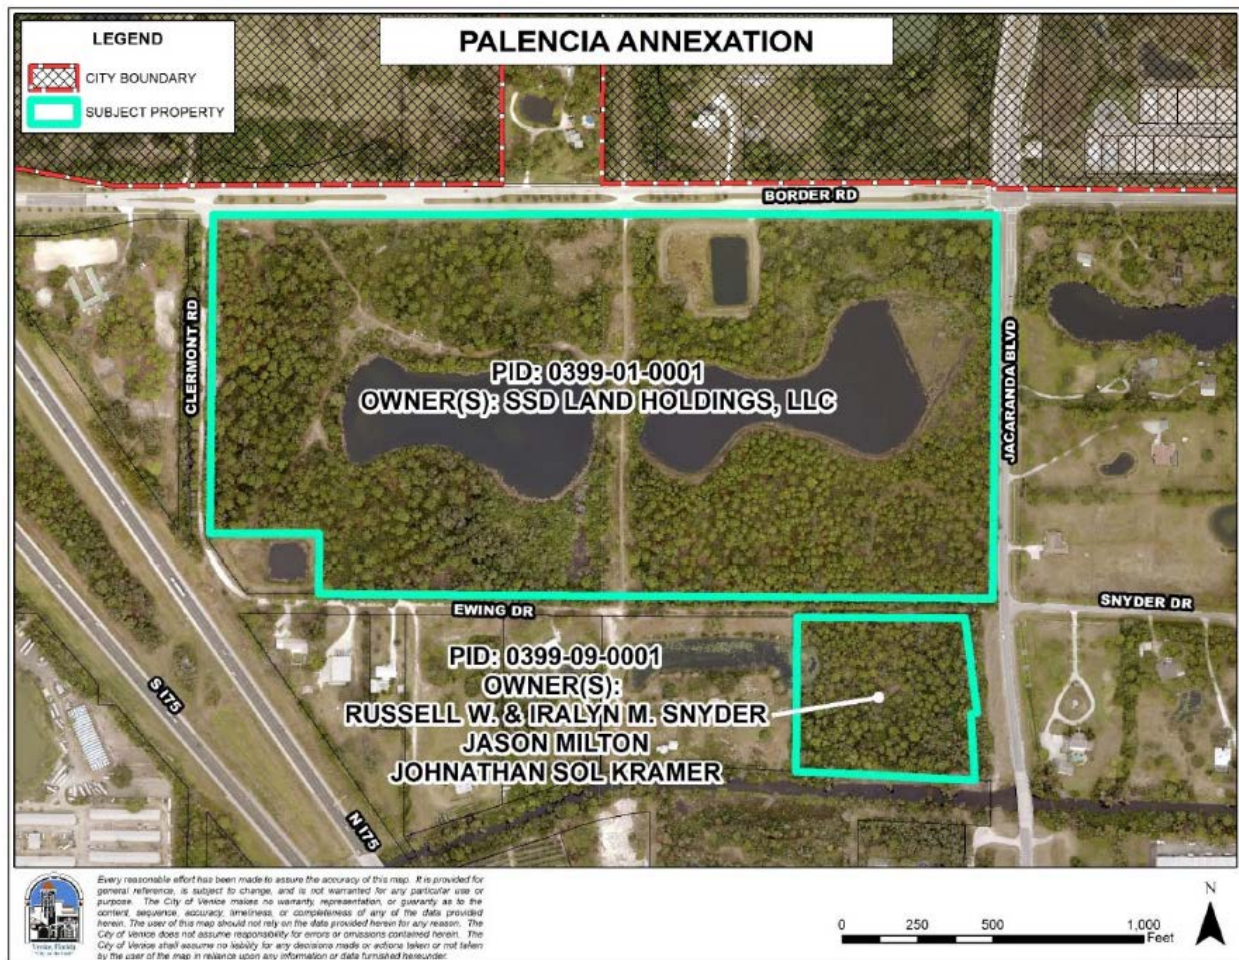 PALENCIA ANNEXATION
LEGEND
CITY BOUNDARY
SUBJECT PROPERTY
BORDER RD
CLERMONT RD
JACARANDA BLVD
PID: 0399-01-0001
OWNER(S): SSD LAND HOLDINGS, LLC
EWING DR
SNYDER DR
PID: 0399-09-0001
OWNER(S):
RUSSELL W. & IRALYN M. SNYDER
JASON MILTON
JOHNATHAN SOL KRAMER
S I75
N I75
Every reasonable effort has been made to assure the accuracy of this map. It is provided for
general reference, is subject to change, and is not warranted for any particular use or
purpose. The City of Venice makes no warranty, representation, or guaranty as to the
content, sequence, accuracy, timeliness, or completeness of any of the data provided
herein. The user of this map should not rely on the data provided herein for any reason. The
City of Venice does not assume responsibility for errors or omissions contained herein. The
City of Venice shall assume no liability for any decisions made or actions taken or not taken
by the user of the map in reliance upon any information or data furnished hereunder.
Venice, Florida
0 250 500 1,000
Feet
N